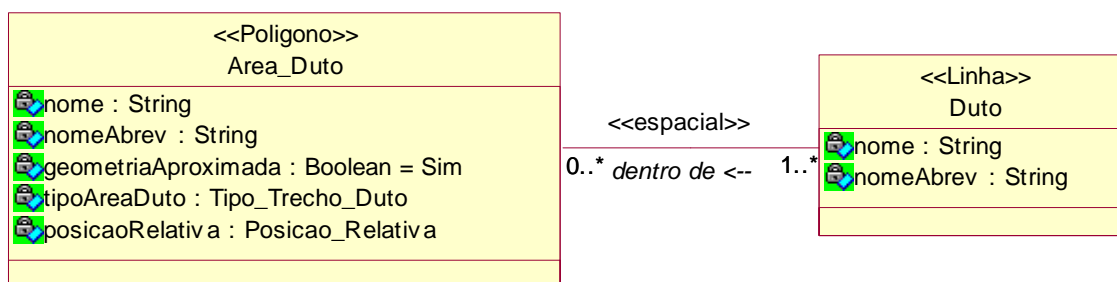 <<Poligono>>
Area_Duto
nome : String
nomeAbrev : String
geometriaAproximada : Boolean = Sim
tipoAreaDuto : Tipo_Trecho_Duto
posicaoRelativa : Posicao_Relativa
<<espacial>>
0..* dentro de <-- 1..*
<<Linha>>
Duto
nome : String
nomeAbrev : String